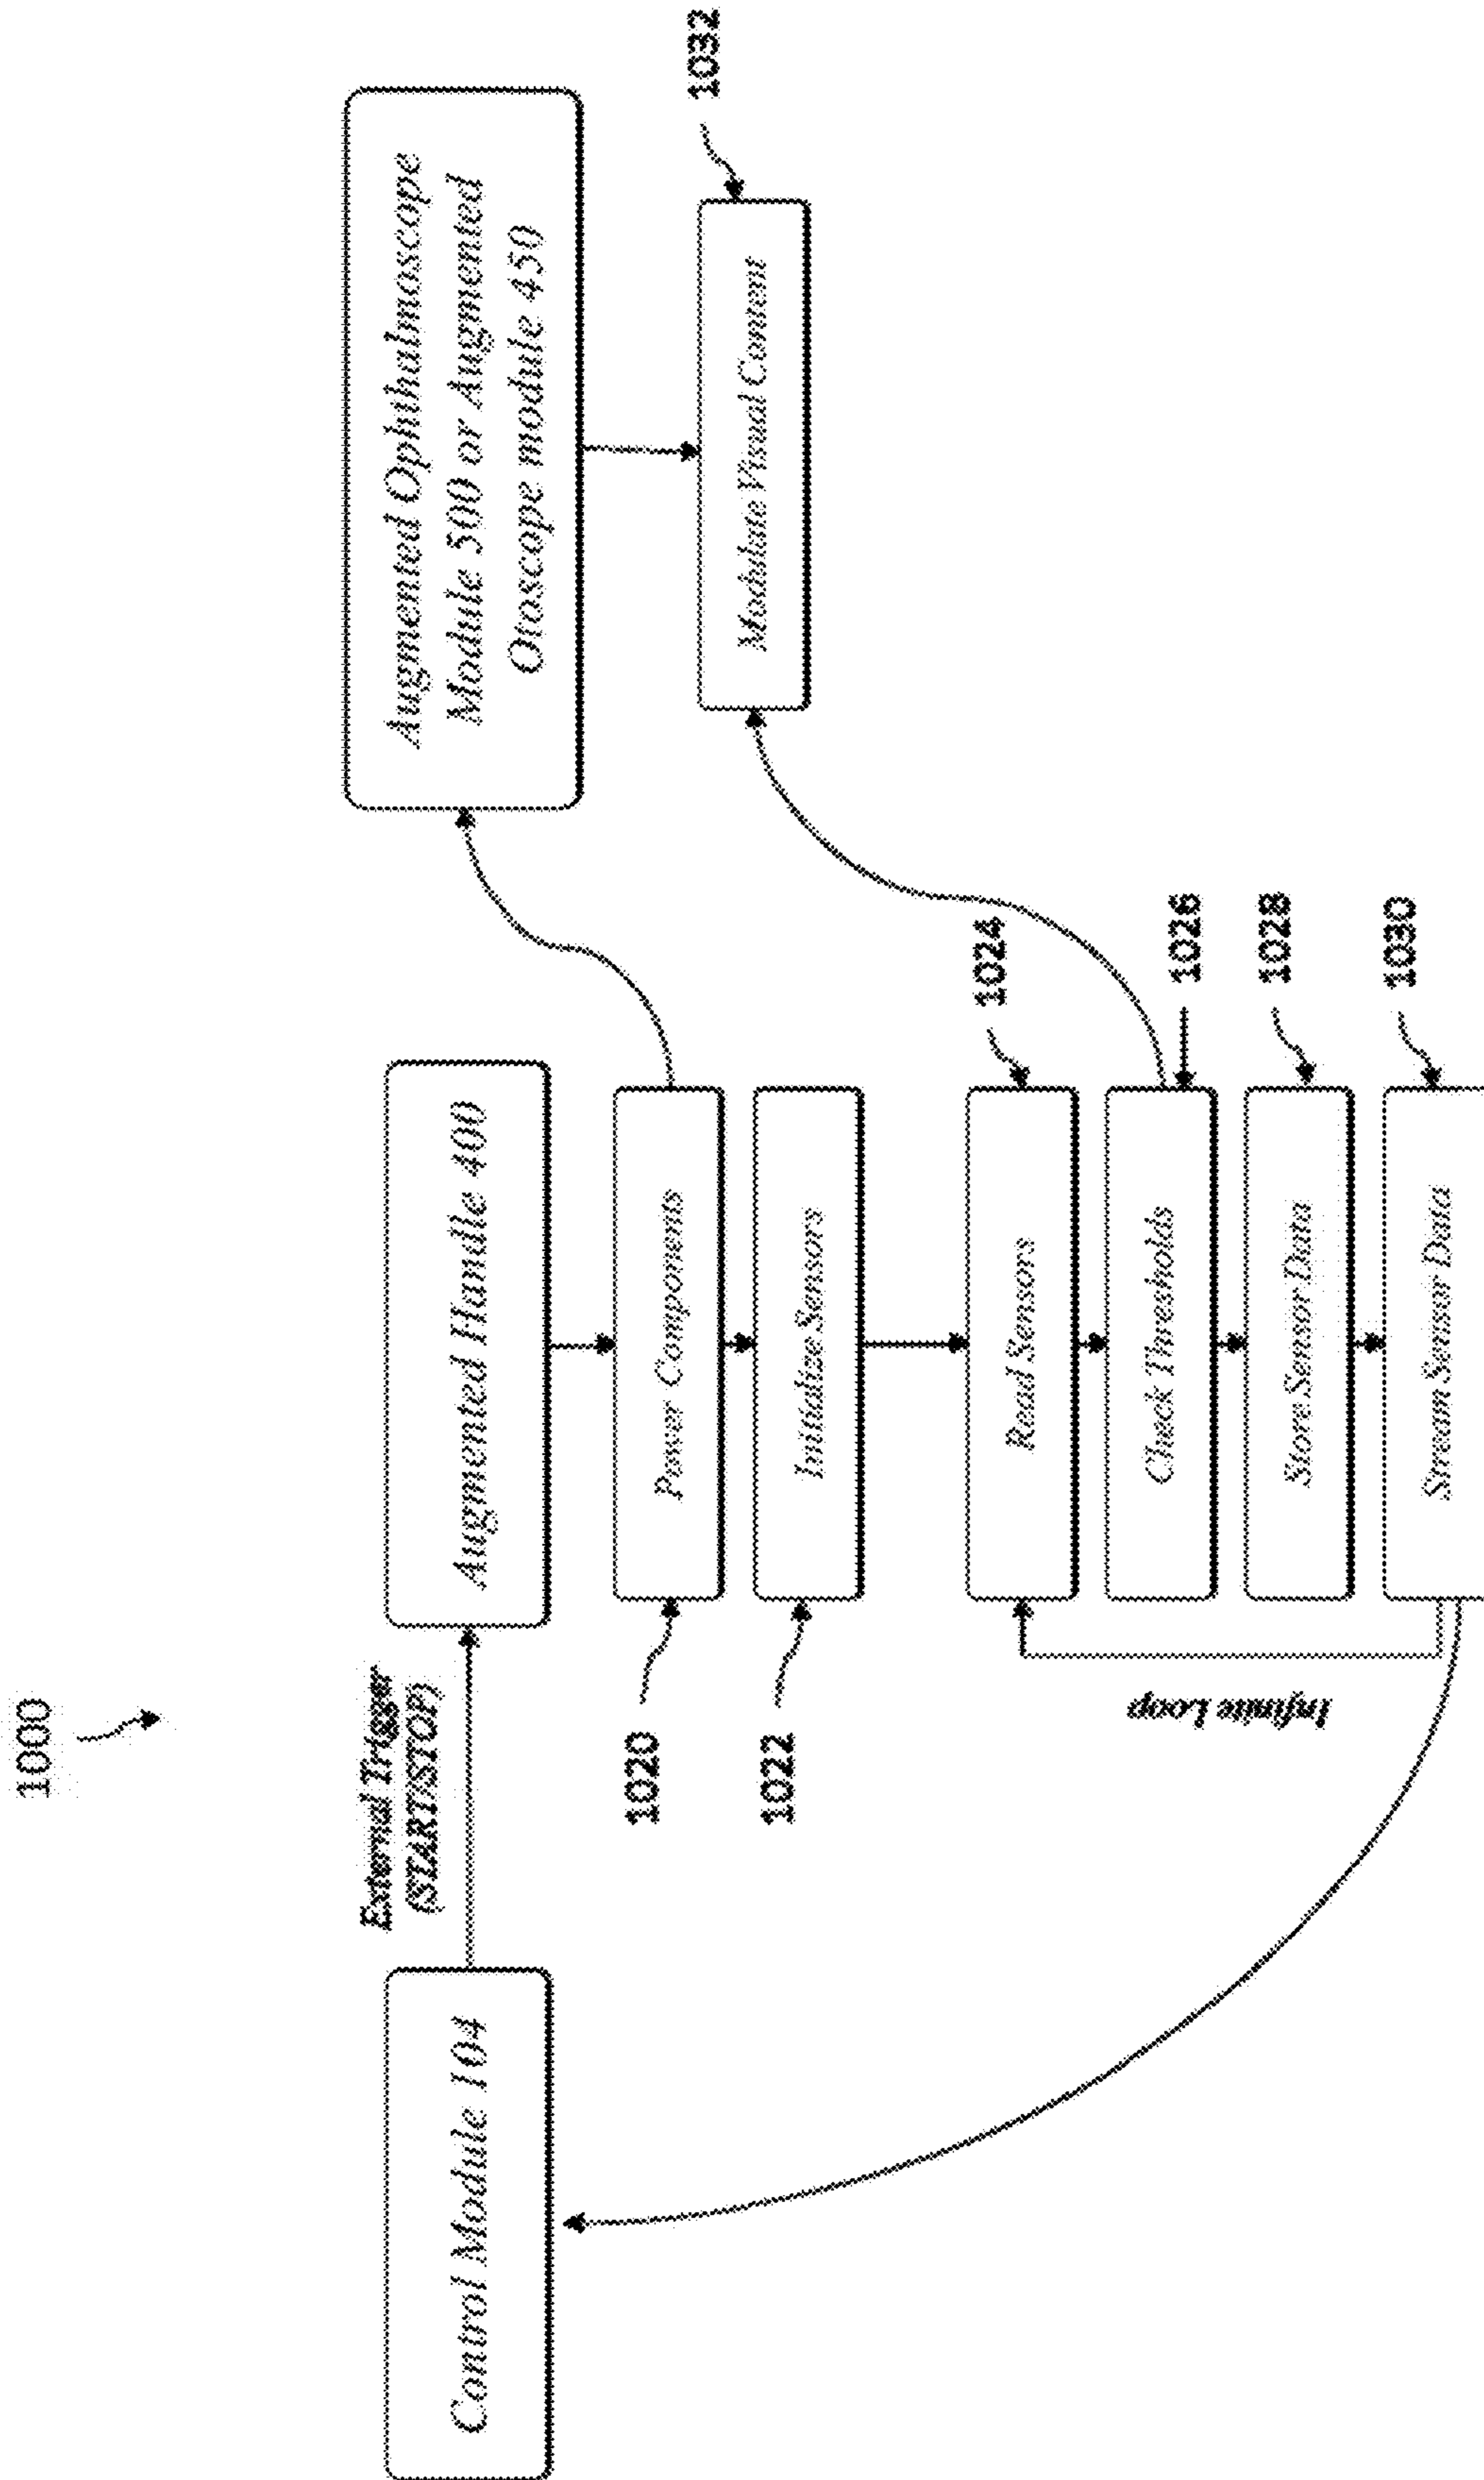 1000
Control Module 104
External Trigger
(START/STOP)
Augmented Handle 400
Augmented Ophthalmoscope
Module 500 or Augmented
Otoscope module 450
1020
Power Components
1022
Initialize Sensors
Modulate Visual Content
1032
Read Sensors
1024
Check Thresholds
1026
Infinite Loop
Store Sensor Data
1028
Stream Sensor Data
1030